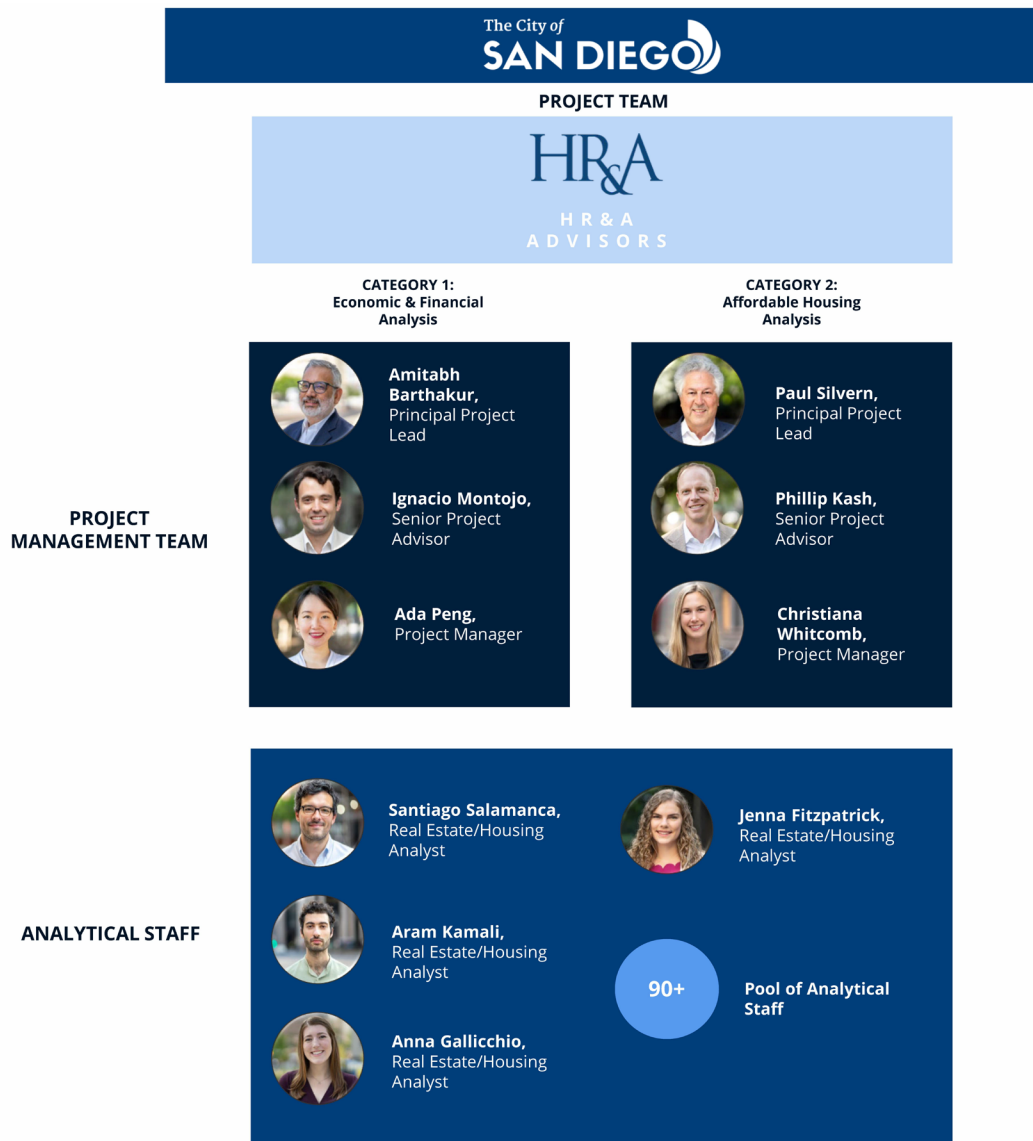 The City of
SAN DIEGO
PROJECT TEAM
HR&A
HR&A
ADVISORS
CATEGORY 1:
Economic & Financial
Analysis
CATEGORY 2:
Affordable Housing
Analysis
PROJECT
MANAGEMENT TEAM
Amitabh
Barthakur,
Principal Project
Lead
Ignacio Montojo,
Senior Project
Advisor
Ada Peng,
Project Manager
Paul Silvern,
Principal Project
Lead
Phillip Kash,
Senior Project
Advisor
Christiana
Whitcomb,
Project Manager
ANALYTICAL STAFF
Santiago Salamanca,
Real Estate/Housing
Analyst
Aram Kamali,
Real Estate/Housing
Analyst
Anna Gallicchio,
Real Estate/Housing
Analyst
Jenna Fitzpatrick,
Real Estate/Housing
Analyst
90+
Pool of Analytical
Staff